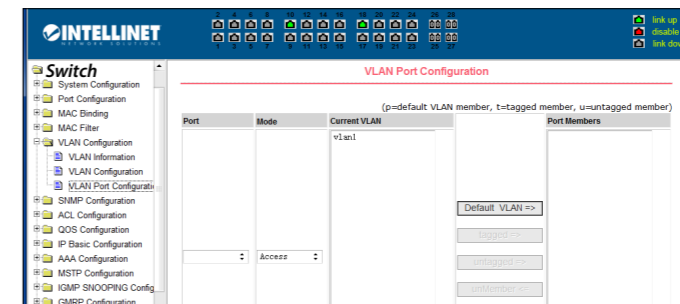 2 4 6 8 10 12 14 16 18 20 22 24 26 28
1 3 5 7 9 11 13 15 17 19 21 23 25 27
INTELLINET
NETWORK SOLUTIONS
link up
disable
link dov
Switch
System Configuration
Port Configuration
MAC Binding
MAC Filter
VLAN Configuration
VLAN Information
VLAN Configuration
VLAN Port Configuratio
SNMP Configuration
ACL Configuration
QOS Configuration
IP Basic Configuration
AAA Configuration
MSTP Configuration
IGMP SNOOPING Config
GMRP Configuration
VLAN Port Configuration
(p=default VLAN member, t=tagged member, u=untagged member)
Port Mode Current VLAN Port Members
vlan1
Default VLAN =>
tagged =>
Access
untagged =>
unMember <=